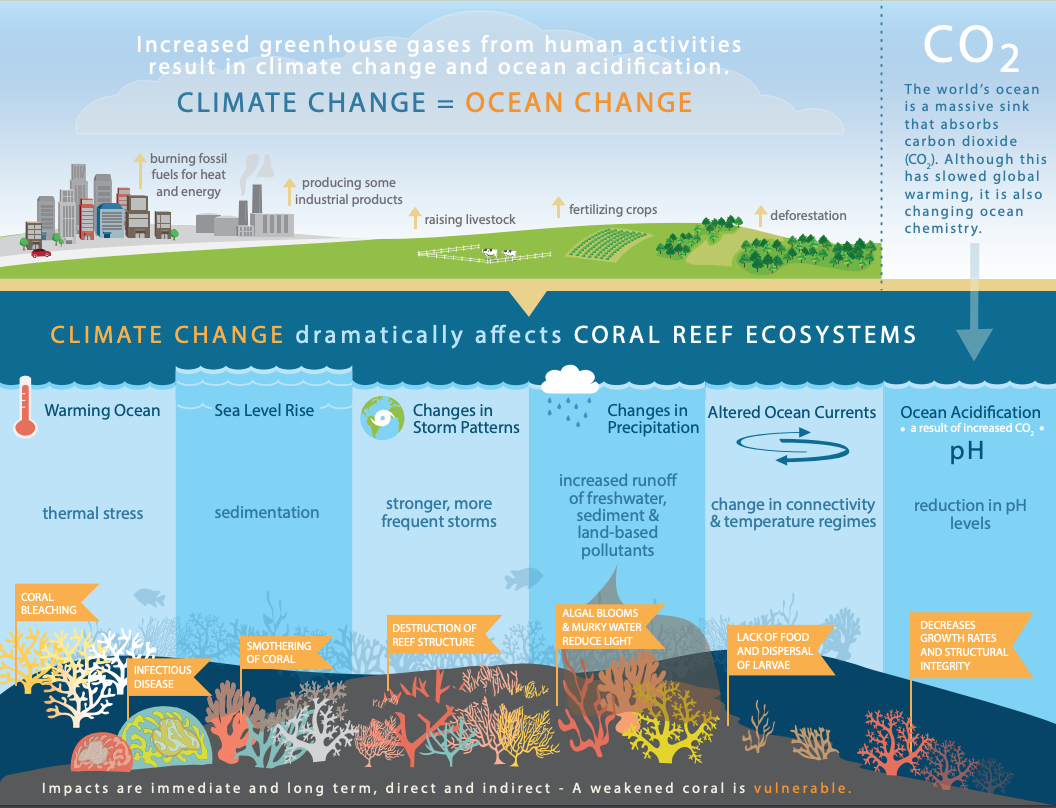 Increased greenhouse gases from human activities
result in climate change and ocean acidification.
CLIMATE CHANGE = OCEAN CHANGE
CO2
The world's ocean
is a massive sink
that absorbs
carbon dioxide
(CO2). Although this
has slowed global
warming, it is also
changing ocean
chemistry.
burning fossil
fuels for heat
and energy
producing some
industrial products
raising livestock
fertilizing crops
deforestation
CLIMATE CHANGE dramatically affects CORAL REEF ECOSYSTEMS
Warming Ocean
thermal stress
CORAL
BLEACHING
INFECTIOUS
DISEASE
Sea Level Rise
sedimentation
SMOTHERING
OF CORAL
Changes in
Storm Patterns
stronger, more
frequent storms
DESTRUCTION OF
REEF STRUCTURE
Changes in
Precipitation
increased runoff
of freshwater,
sediment &
land-based
pollutants
ALGAL BLOOMS
& MURKY WATER
REDUCE LIGHT
Altered Ocean Currents
change in connectivity
& temperature regimes
LACK OF FOOD
AND DISPERSAL
OF LARVAE
Ocean Acidification
• a result of increased CO2 •
pH
reduction in pH
levels
DECREASES
GROWTH RATES
AND STRUCTURAL
INTEGRITY
Impacts are immediate and long term, direct and indirect - A weakened coral is vulnerable.